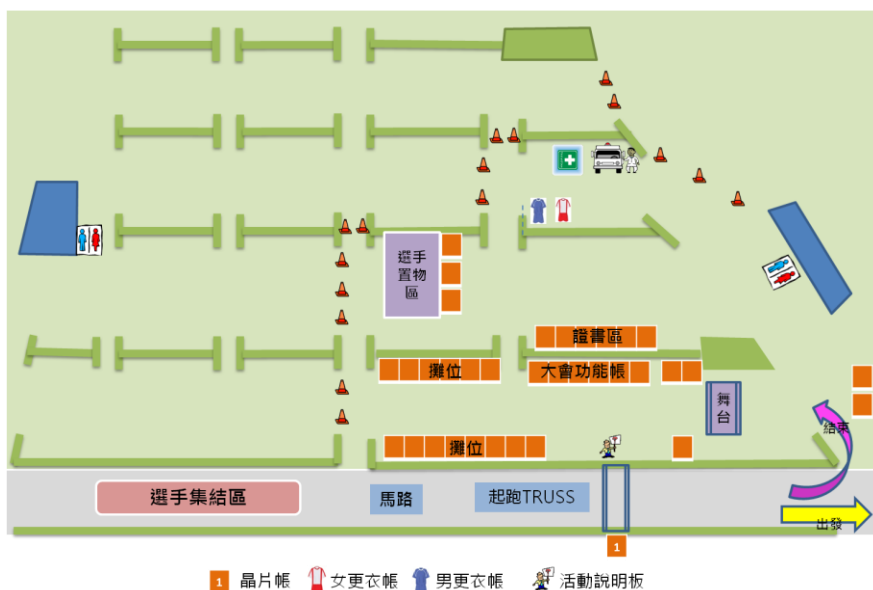 選手
置物
區
證書區
攤位
大會功能帳
舞
台
結束
攤位
選手集結區
馬路
起跑TRUSS
出發
1
1 晶片帳 女更衣帳 男更衣帳 活動說明板